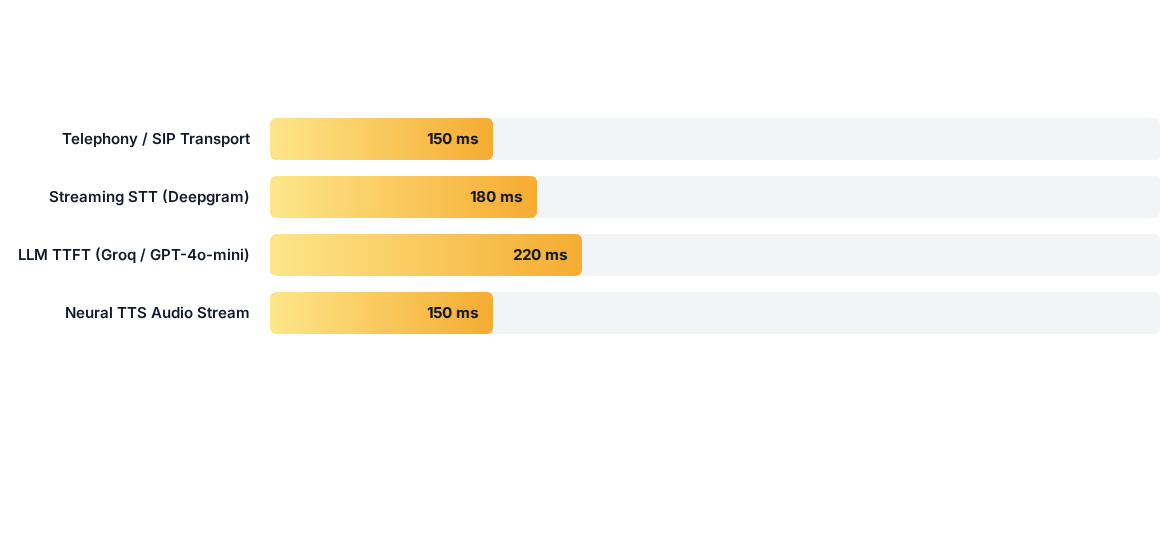 Telephony / SIP Transport 150 ms
Streaming STT (Deepgram) 180 ms
LLM TTFT (Groq / GPT-4o-mini) 220 ms
Neural TTS Audio Stream 150 ms